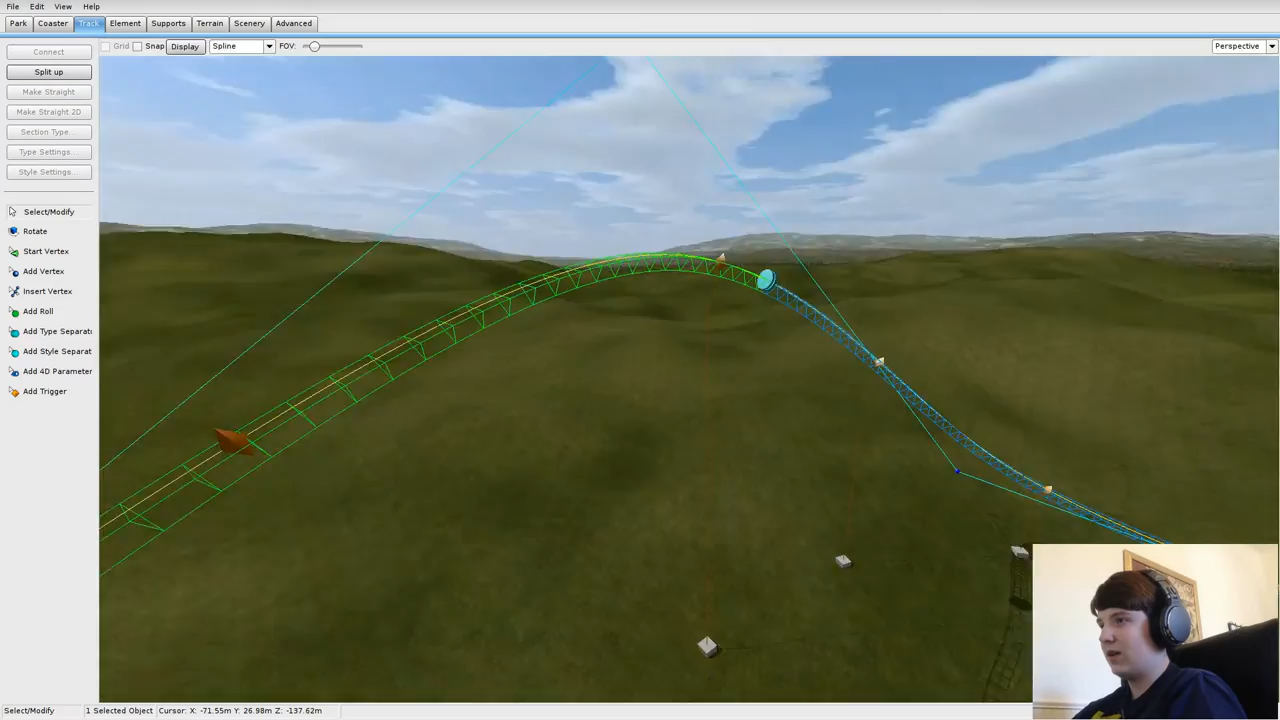 File Edit View Help
Park Coaster Track Element Supports Terrain Scenery Advanced
Grid Snap Display Spline FOV: Perspective
Connect
Split up
Make Straight
Make Straight 2D
Section Type...
Type Settings...
Style Settings...
Select/Modify
Rotate
Start Vertex
Add Vertex
Insert Vertex
Add Roll
Add Type Separat
Add Style Separat
Add 4D Parameter
Add Trigger
Select/Modify 1 Selected Object Cursor: X: -71.55m Y: 26.98m Z: -137.62m